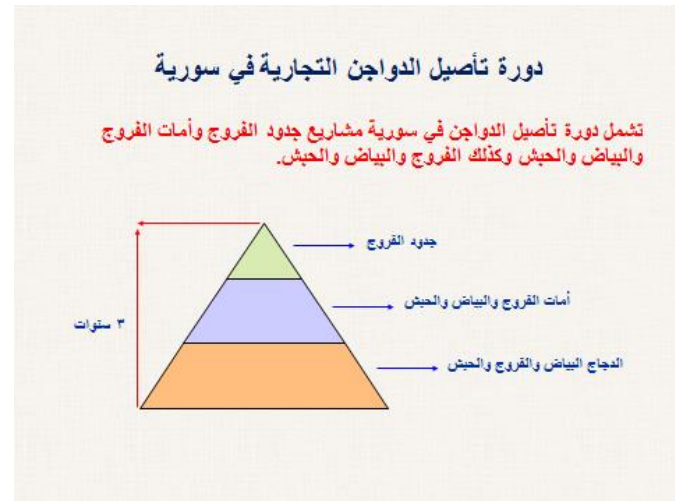 دورة تأصيل الدواجن التجارية في سورية
تشمل دورة تأصيل الدواجن في سورية مشاريع جدود الفروج وأمات الفروج
والبياض والحبش وكذلك الفروج والبياض والحبش.
جدود الفروج
أمات الفروج والبياض والحبش
٣ سنوات
الدجاج البياض والفروج والحبش